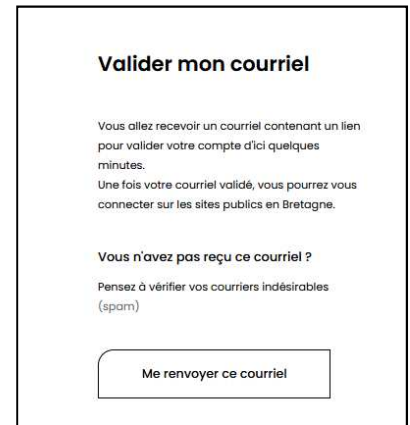 Valider mon courriel
Vous allez recevoir un courriel contenant un lien
pour valider votre compte d'ici quelques
minutes.
Une fois votre courriel validé, vous pourrez vous
connecter sur les sites publics en Bretagne.
Vous n'avez pas reçu ce courriel ?
Pensez à vérifier vos courriers indésirables
(spam)
Me renvoyer ce courriel